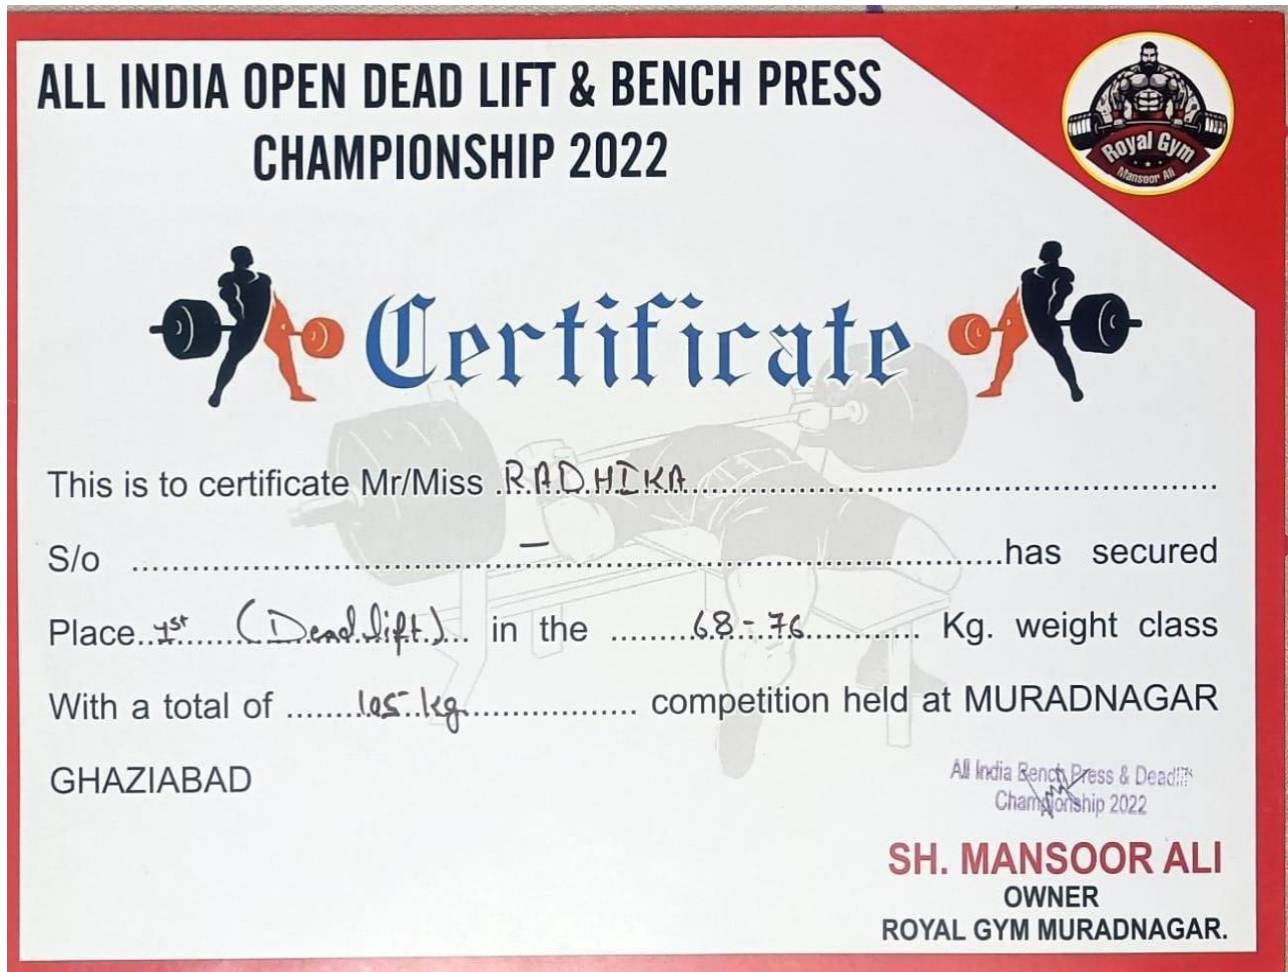 ALL INDIA OPEN DEAD LIFT & BENCH PRESS
CHAMPIONSHIP 2022
Royal Gym
Mansoor Ali
Certificate
This is to certificate Mr/Miss .RADHIKA..........
S/o .......... – ..........has secured
Place..1st.....(Deadlift)... in the ........68-76........... Kg. weight class
With a total of ........105 kg................. competition held at MURADNAGAR
GHAZIABAD
All India Bench Press & Deadlift
Championship 2022
SH. MANSOOR ALI
OWNER
ROYAL GYM MURADNAGAR.